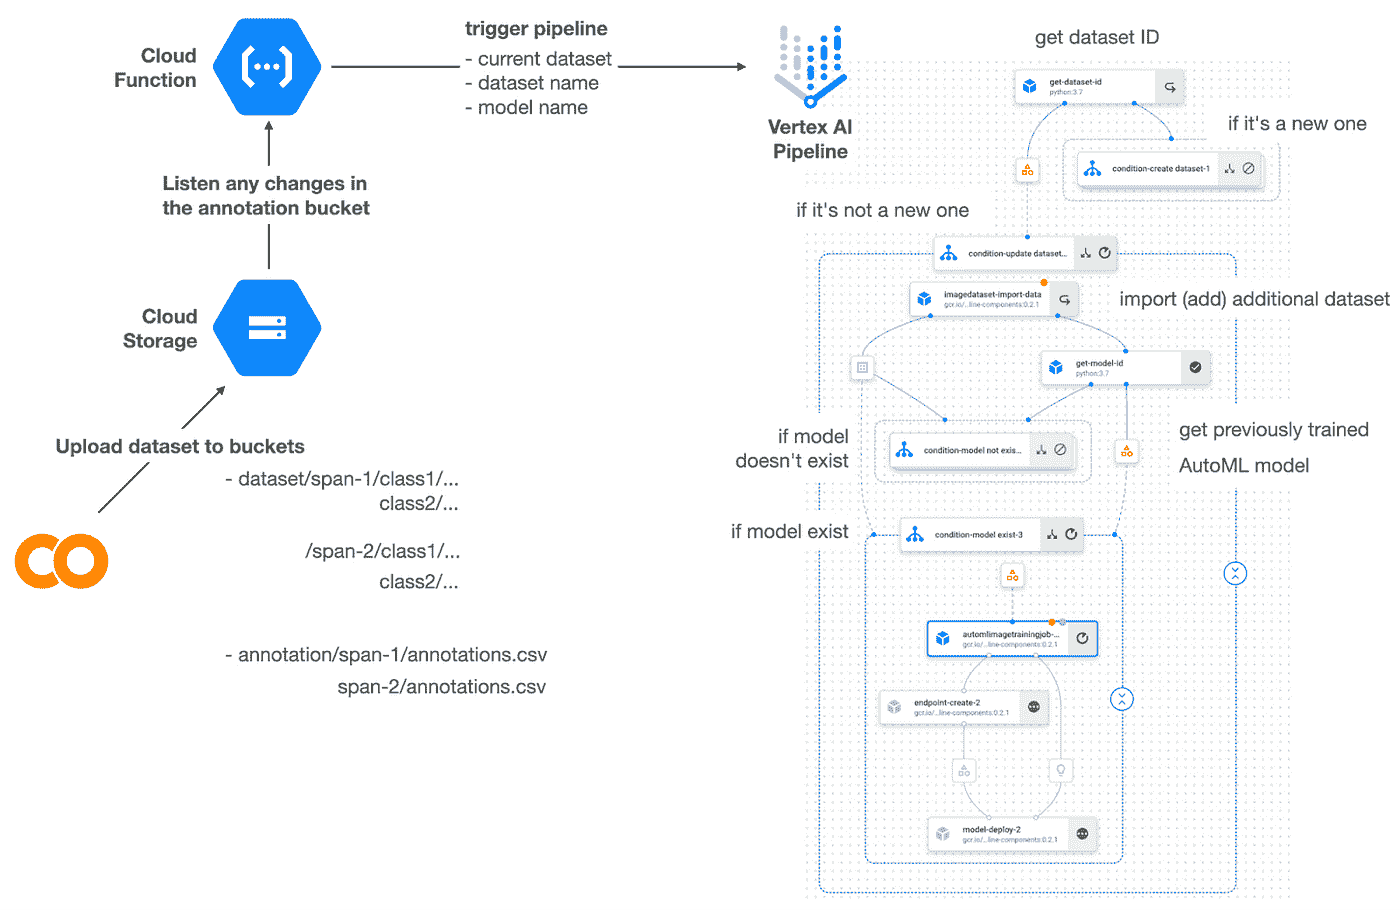 Cloud
Function
trigger pipeline
- current dataset
- dataset name
- model name
Vertex AI
Pipeline
Listen any changes in
the annotation bucket
Cloud
Storage
Upload dataset to buckets
- dataset/span-1/class1/...
class2/...
/span-2/class1/...
class2/...
- annotation/span-1/annotations.csv
span-2/annotations.csv
get dataset ID
get-dataset-id
python:3.7
if it's a new one
condition-create dataset-1
if it's not a new one
condition-update dataset...
imagedataset-import-data
gcr.io/...line-components:0.2.1
import (add) additional dataset
get-model-id
python:3.7
get previously trained
AutoML model
if model
doesn't exist
condition-model not exis...
if model exist
condition-model exist-3
automlimagetrainingjob-...
gcr.io/...line-components:0.2.1
endpoint-create-2
gcr.io/...line-components:0.2.1
model-deploy-2
gcr.io/...line-components:0.2.1